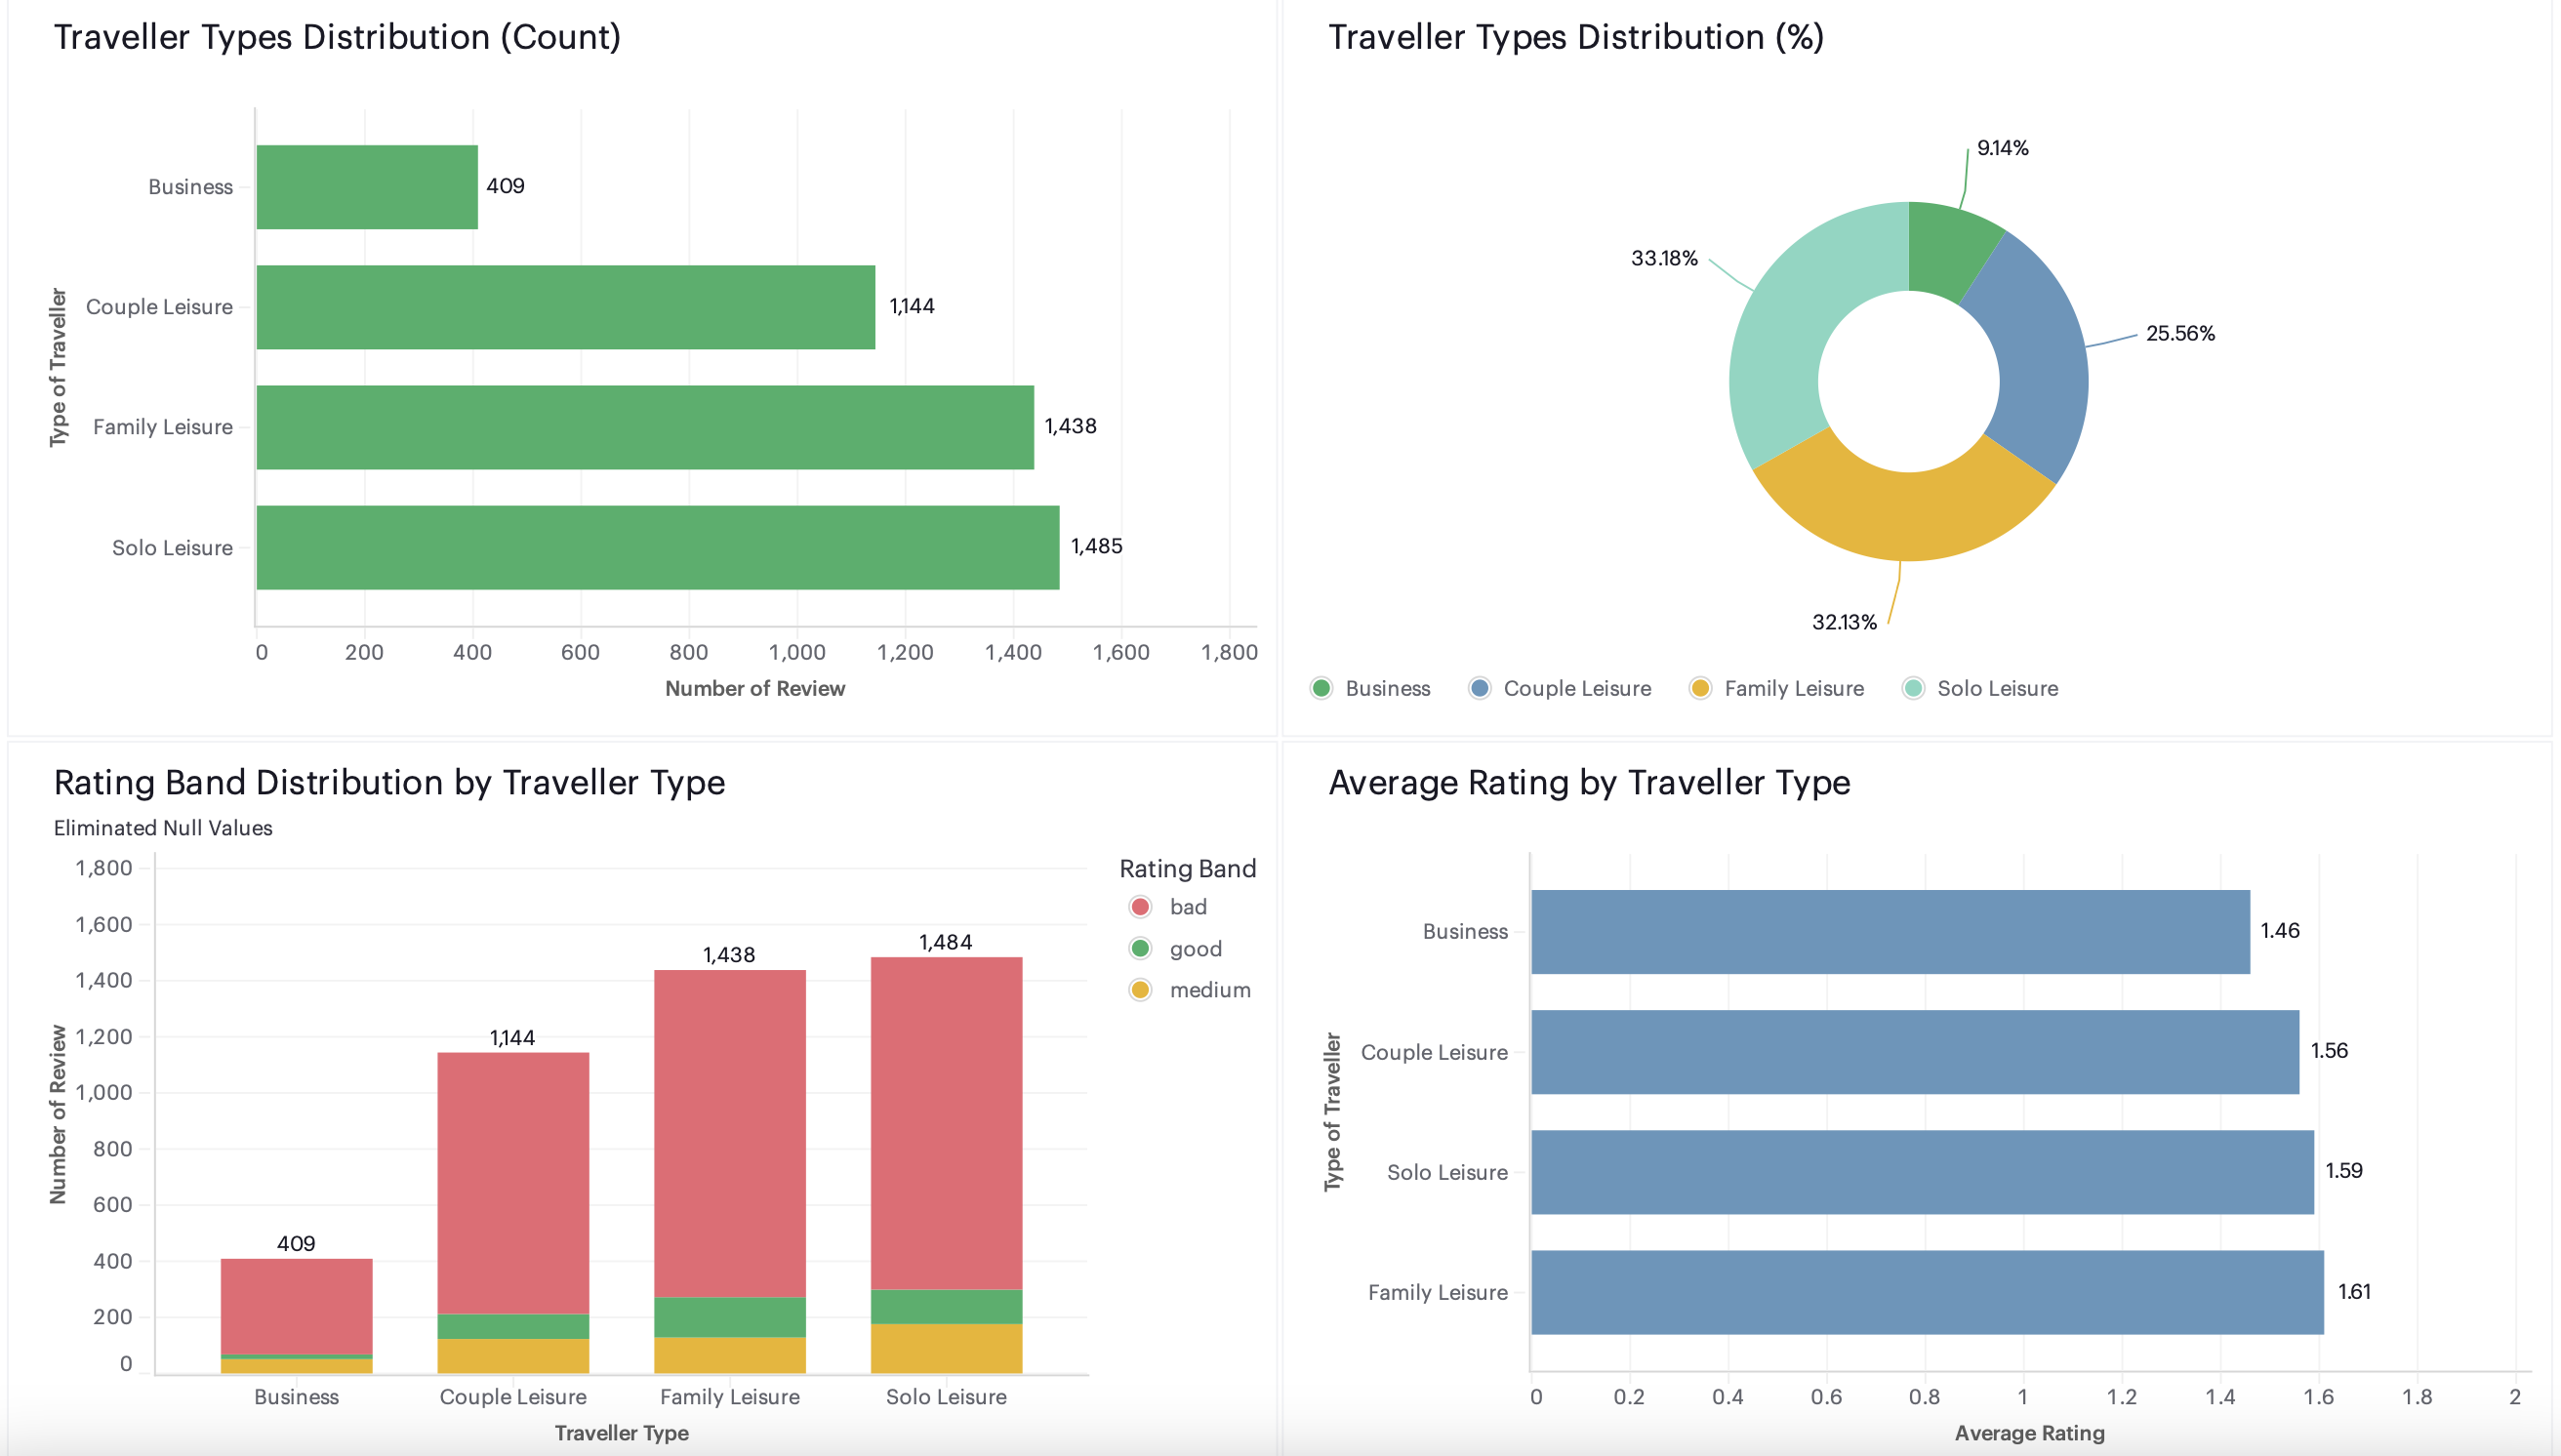 Traveller Types Distribution (Count)
Type of Traveller
Business
409
Couple Leisure
1,144
Family Leisure
1,438
Solo Leisure
1,485
0 200 400 600 800 1,000 1,200 1,400 1,600 1,800
Number of Review
Traveller Types Distribution (%)
9.14%
33.18%
25.56%
32.13%
Business Couple Leisure Family Leisure Solo Leisure
Rating Band Distribution by Traveller Type
Eliminated Null Values
Number of Review
1,800
1,600
1,400
1,200
1,000
800
600
400
200
0
409
1,144
1,438
1,484
Business Couple Leisure Family Leisure Solo Leisure
Traveller Type
Rating Band
bad
good
medium
Average Rating by Traveller Type
Type of Traveller
Business
1.46
Couple Leisure
1.56
Solo Leisure
1.59
Family Leisure
1.61
0 0.2 0.4 0.6 0.8 1 1.2 1.4 1.6 1.8 2
Average Rating